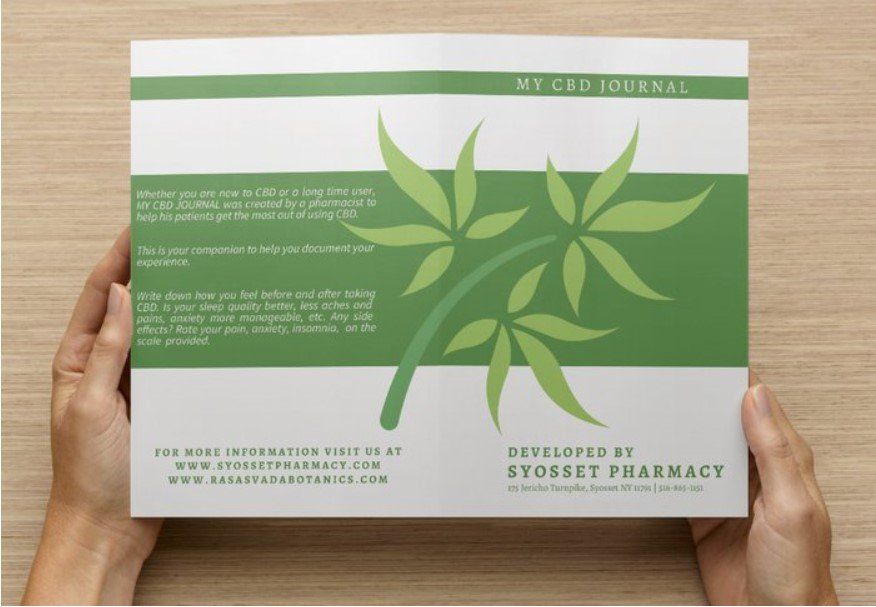 MY CBD JOURNAL
Whether you are new to CBD or a long time user,
MY CBD JOURNAL was created by a pharmacist to
help his patients get the most out of using CBD.
This is your companion to help you document your
experience.
Write down how you feel before and after taking
CBD. Is your sleep quality better, less aches and
pains, anxiety more manageable, etc. Any side
effects? Rate your pain, anxiety, insomnia, on the
scale provided.
FOR MORE INFORMATION VISIT US AT
WWW.SYOSSETPHARMACY.COM
WWW.RASASVADABOTANICS.COM
DEVELOPED BY
SYOSSET PHARMACY
175 Jericho Turnpike, Syosset NY 11791 | 516-865-1151